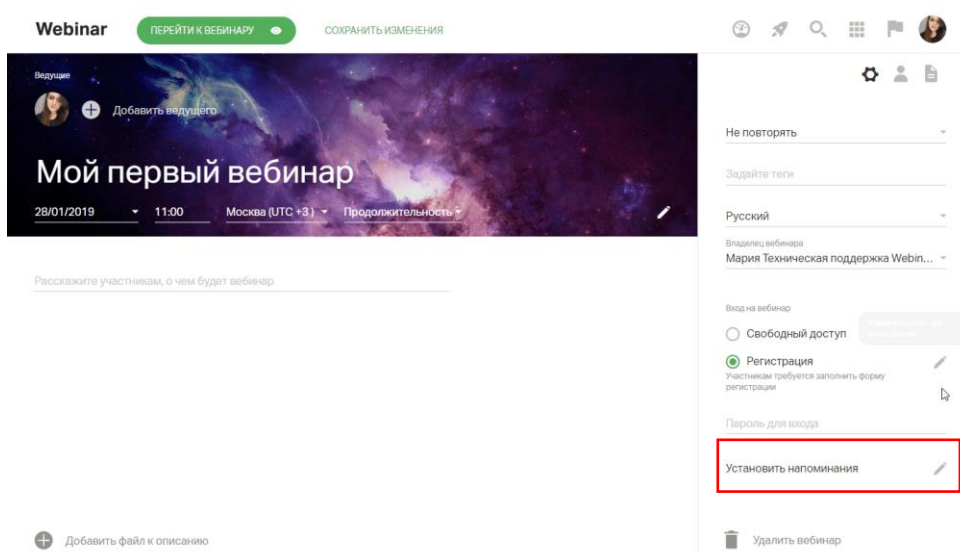 Webinar
ПЕРЕЙТИ К ВЕБИНАРУ
СОХРАНИТЬ ИЗМЕНЕНИЯ
Ведущие
Добавить ведущего
Мой первый вебинар
28/01/2019 11:00 Москва (UTC +3) Продолжительность
Расскажите участникам, о чем будет вебинар
Добавить файл к описанию
Не повторять
Задайте теги
Русский
Владелец вебинара
Мария Техническая поддержка Webin...
Вход на вебинар
Свободный доступ
Регистрация
Участникам требуется заполнить форму
регистрации
Пароль для входа
Установить напоминания
Удалить вебинар